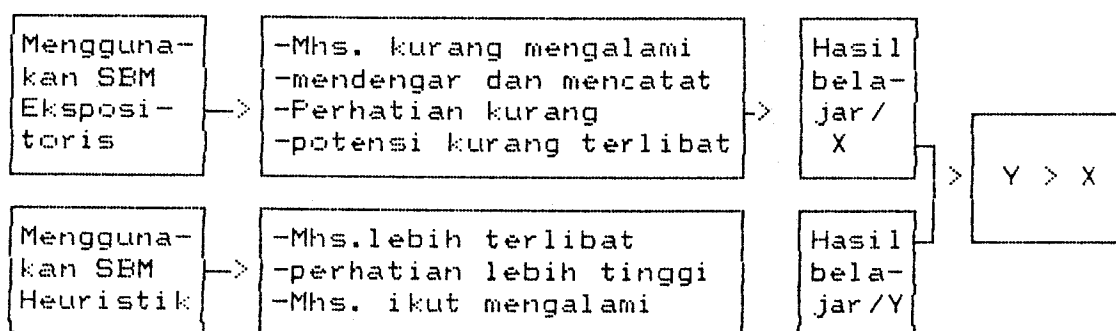 Mengguna-
kan SBM
Eksposi-
toris
-Mhs. kurang mengalami
-mendengar dan mencatat
-Perhatian kurang
-potensi kurang terlibat
Hasil
bela-
jar/
X
Y > X
Mengguna-
kan SBM
Heuristik
-Mhs.lebih terlibat
-perhatian lebih tinggi
-Mhs. ikut mengalami
Hasil
bela-
jar/Y